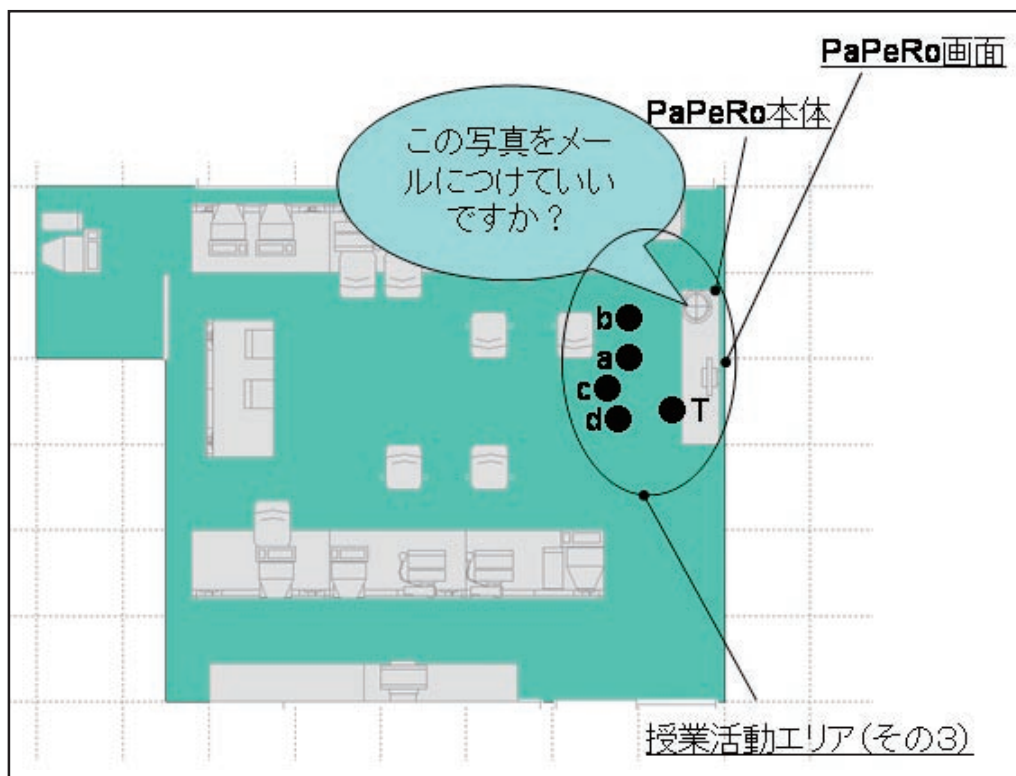 PaPeRo画面
PaPeRo本体
この写真をメー
ルにつけていい
ですか？
b
a
c
d
T
授業活動エリア(その3)